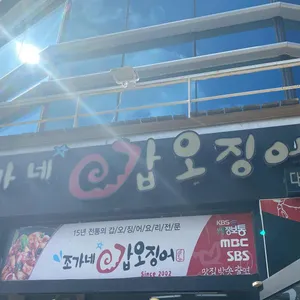 조가네 갑오징어
15년 전통의 갑/오/징/어/요/리/전/문
조가네 갑오징어
Since 2002
KBS
MBC
SBS
맛집 방송출연